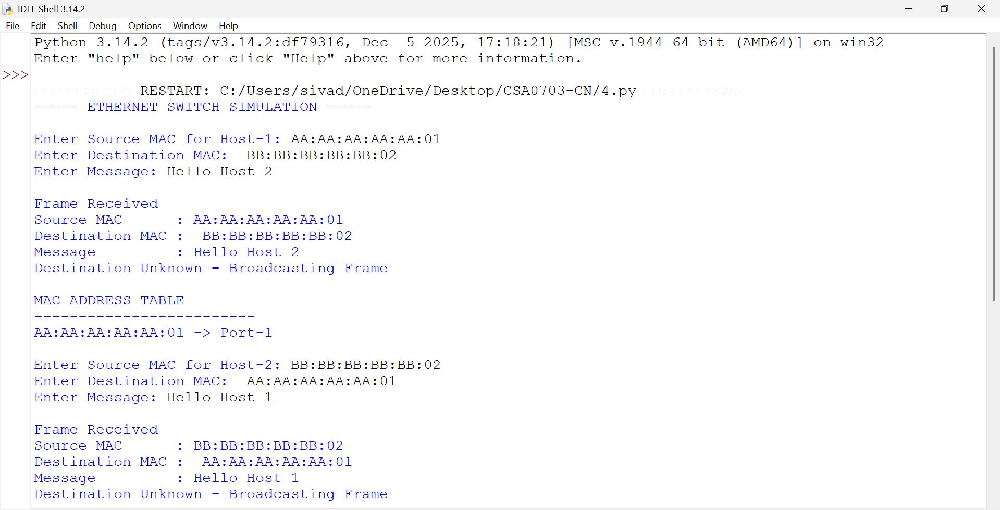 IDLE Shell 3.14.2
File Edit Shell Debug Options Window Help
Python 3.14.2 (tags/v3.14.2:df79316, Dec  5 2025, 17:18:21) [MSC v.1944 64 bit (AMD64)] on win32
Enter "help" below or click "Help" above for more information.
>>>
=========== RESTART: C:/Users/sivad/OneDrive/Desktop/CSA0703-CN/4.py ===========
===== ETHERNET SWITCH SIMULATION =====
Enter Source MAC for Host-1: AA:AA:AA:AA:AA:01
Enter Destination MAC:  BB:BB:BB:BB:BB:02
Enter Message: Hello Host 2
Frame Received
Source MAC      : AA:AA:AA:AA:AA:01
Destination MAC :  BB:BB:BB:BB:BB:02
Message         : Hello Host 2
Destination Unknown - Broadcasting Frame
MAC ADDRESS TABLE
-------------------------
AA:AA:AA:AA:AA:01 -> Port-1
Enter Source MAC for Host-2: BB:BB:BB:BB:BB:02
Enter Destination MAC:  AA:AA:AA:AA:AA:01
Enter Message: Hello Host 1
Frame Received
Source MAC      : BB:BB:BB:BB:BB:02
Destination MAC :  AA:AA:AA:AA:AA:01
Message         : Hello Host 1
Destination Unknown - Broadcasting Frame